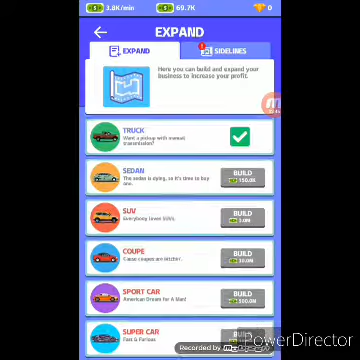 3.8K/min 69.7K 0
EXPAND
EXPAND SIDELINES
Here you can build and expand your
business to increase your profit.
TRUCK
Want a pickup with manual
transmission?
SEDAN
The sedan is dying, so it's time to buy
one.
BUILD
150.0K
SUV
Everybody loves SUVs.
BUILD
3.0M
COUPE
'Cause coupes are bitchin'.
BUILD
30.0M
SPORT CAR
American Dream for A Man!
BUILD
500.0M
SUPER CAR
Fast & Furious
BUILD
Recorded by
PowerDirector